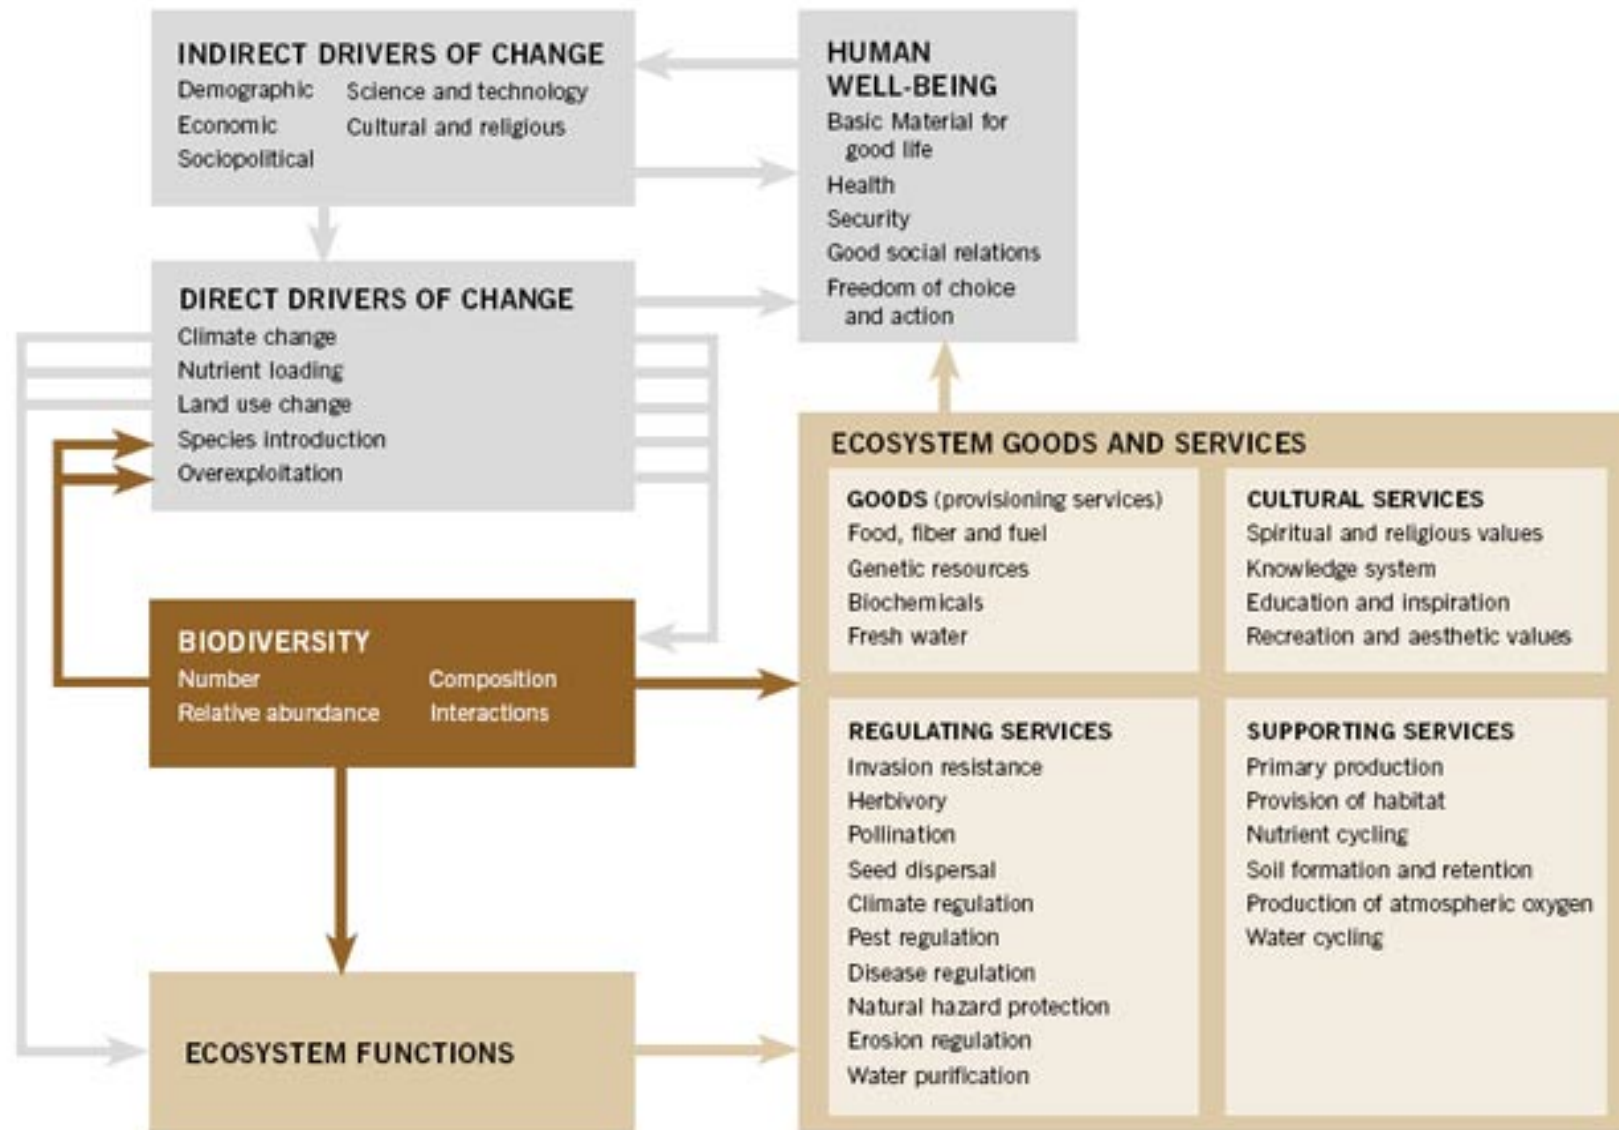 INDIRECT DRIVERS OF CHANGE
Demographic
Economic
Sociopolitical
Science and technology
Cultural and religious
HUMAN
WELL-BEING
Basic Material for
good life
Health
Security
Good social relations
Freedom of choice
and action
DIRECT DRIVERS OF CHANGE
Climate change
Nutrient loading
Land use change
Species introduction
Overexploitation
BIODIVERSITY
Number
Relative abundance
Composition
Interactions
ECOSYSTEM FUNCTIONS
ECOSYSTEM GOODS AND SERVICES
GOODS (provisioning services)
Food, fiber and fuel
Genetic resources
Biochemicals
Fresh water
CULTURAL SERVICES
Spiritual and religious values
Knowledge system
Education and inspiration
Recreation and aesthetic values
REGULATING SERVICES
Invasion resistance
Herbivory
Pollination
Seed dispersal
Climate regulation
Pest regulation
Disease regulation
Natural hazard protection
Erosion regulation
Water purification
SUPPORTING SERVICES
Primary production
Provision of habitat
Nutrient cycling
Soil formation and retention
Production of atmospheric oxygen
Water cycling